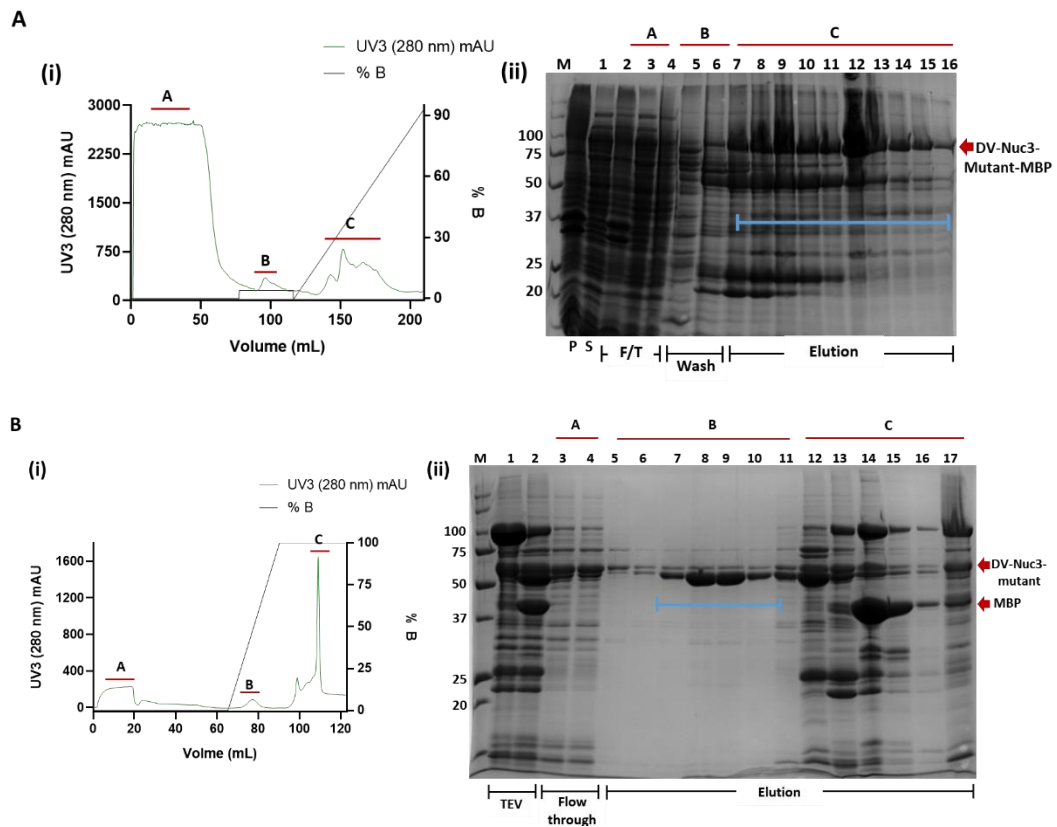 A
(i)
UV3 (280 nm) mAU
% B
A
B
C
3000
2250
1500
750
0
UV3 (280 nm) mAU
90
60
30
0
% B
0 50 100 150 200
Volume (mL)
(ii)
A B C
M 1 2 3 4 5 6 7 8 9 10 11 12 13 14 15 16
100
75
50
37
25
20
DV-Nuc3-
Mutant-MBP
P S F/T Wash Elution
B
(i)
UV3 (280 nm) mAU
% B
A
B
C
1600
1200
800
400
0
UV3 (280 nm) mAU
100
75
50
25
0
% B
0 20 40 60 80 100 120
Volme (mL)
(ii)
A B C
M 1 2 3 4 5 6 7 8 9 10 11 12 13 14 15 16 17
100
75
50
37
25
20
DV-Nuc3-
mutant
MBP
TEV Flow Elution
through